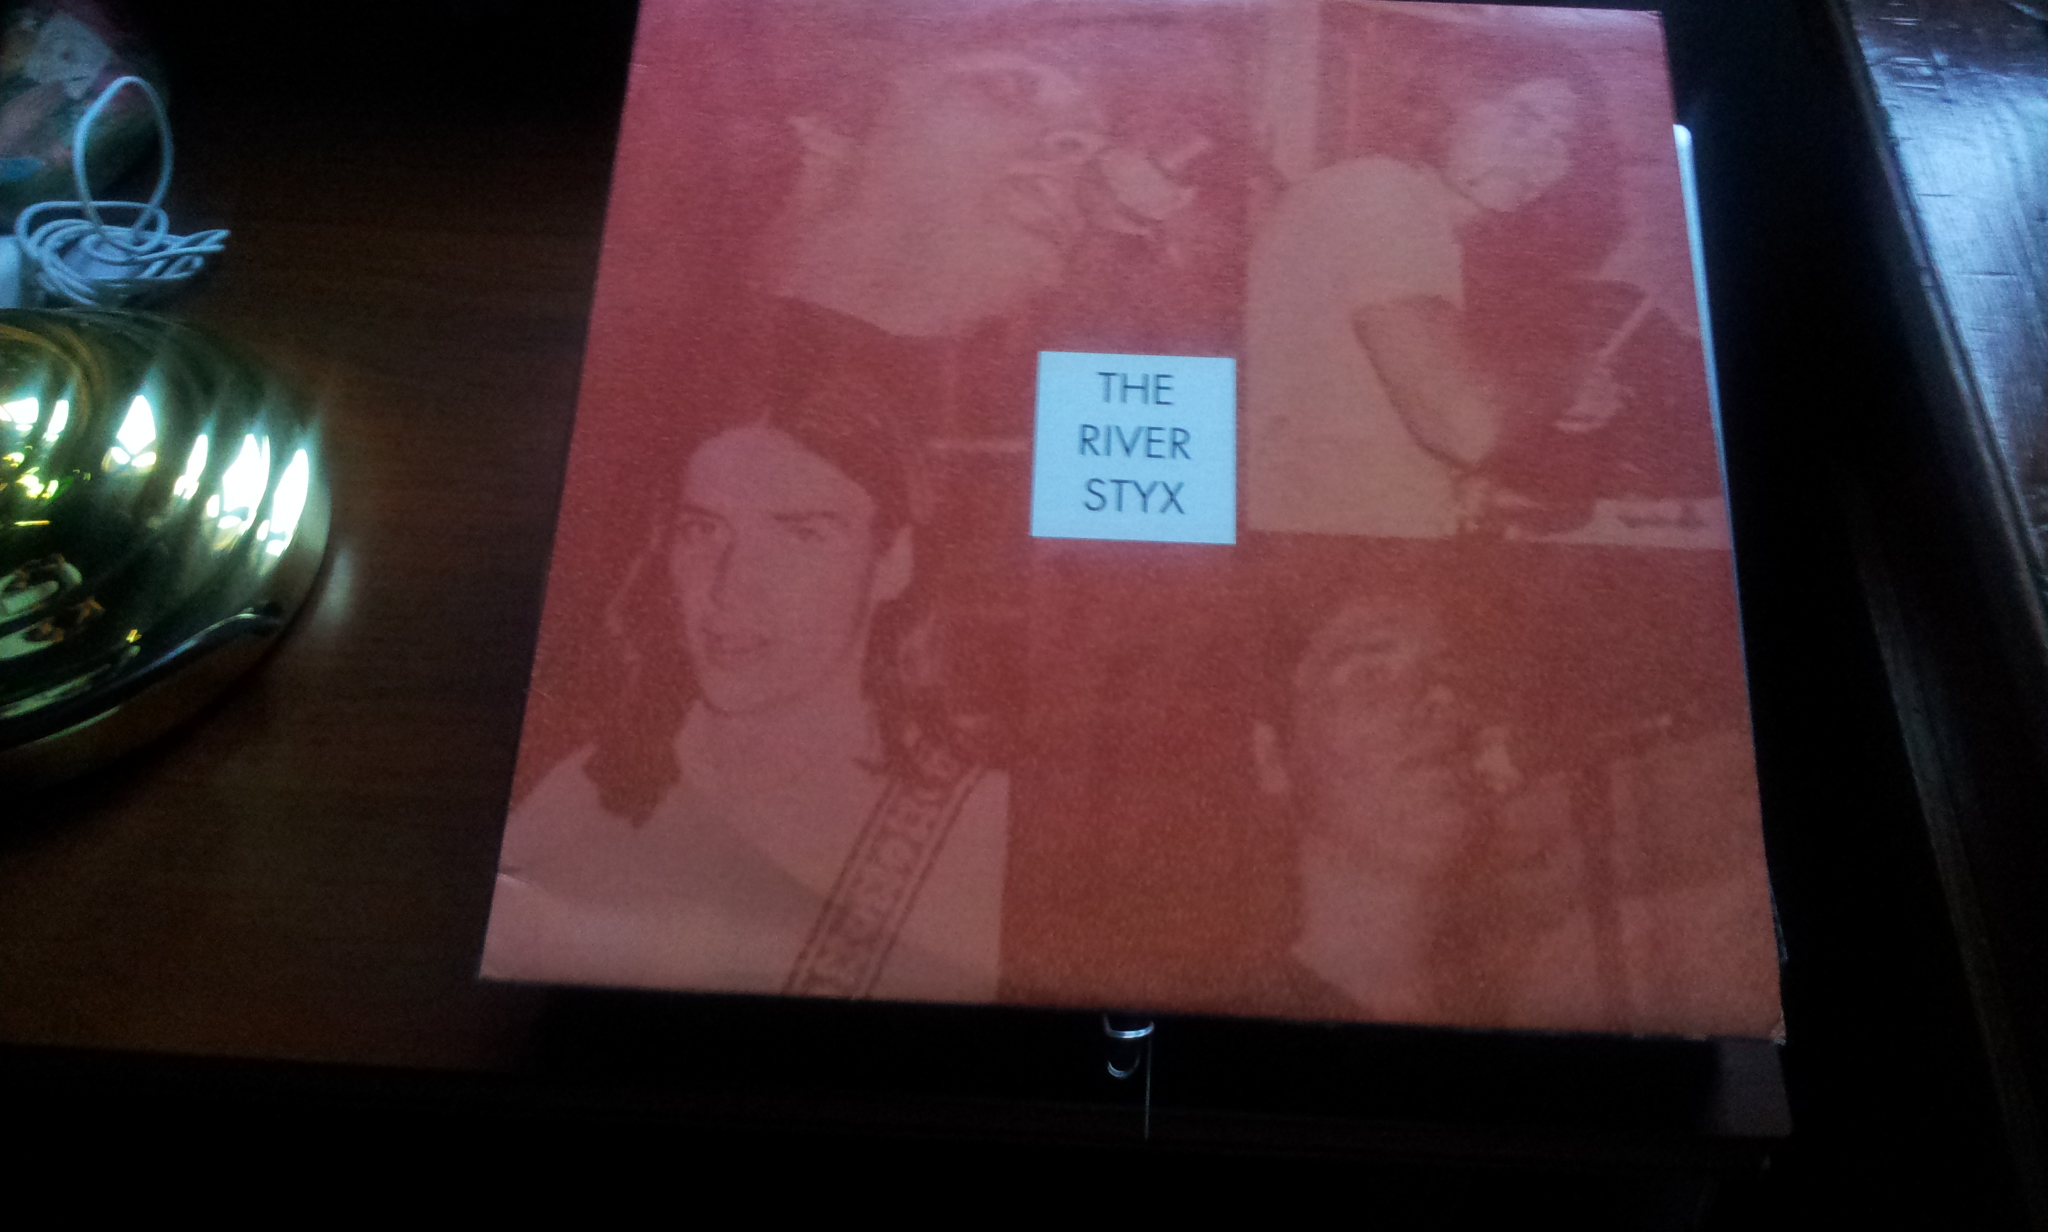 THE
RIVER
STYX